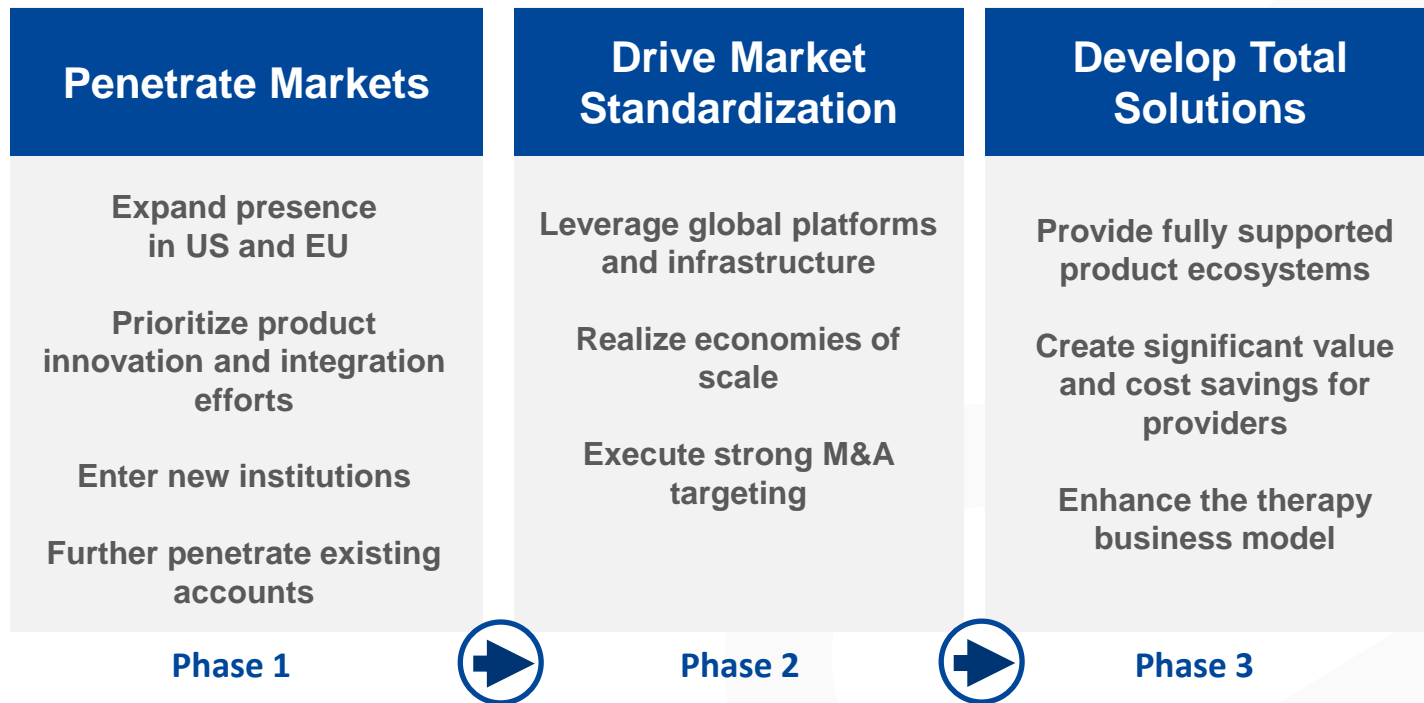 Penetrate Markets
Expand presence
in US and EU
Prioritize product
innovation and integration
efforts
Enter new institutions
Further penetrate existing
accounts
Phase 1
Drive Market
Standardization
Leverage global platforms
and infrastructure
Realize economies of
scale
Execute strong M&A
targeting
Phase 2
Develop Total
Solutions
Provide fully supported
product ecosystems
Create significant value
and cost savings for
providers
Enhance the therapy
business model
Phase 3